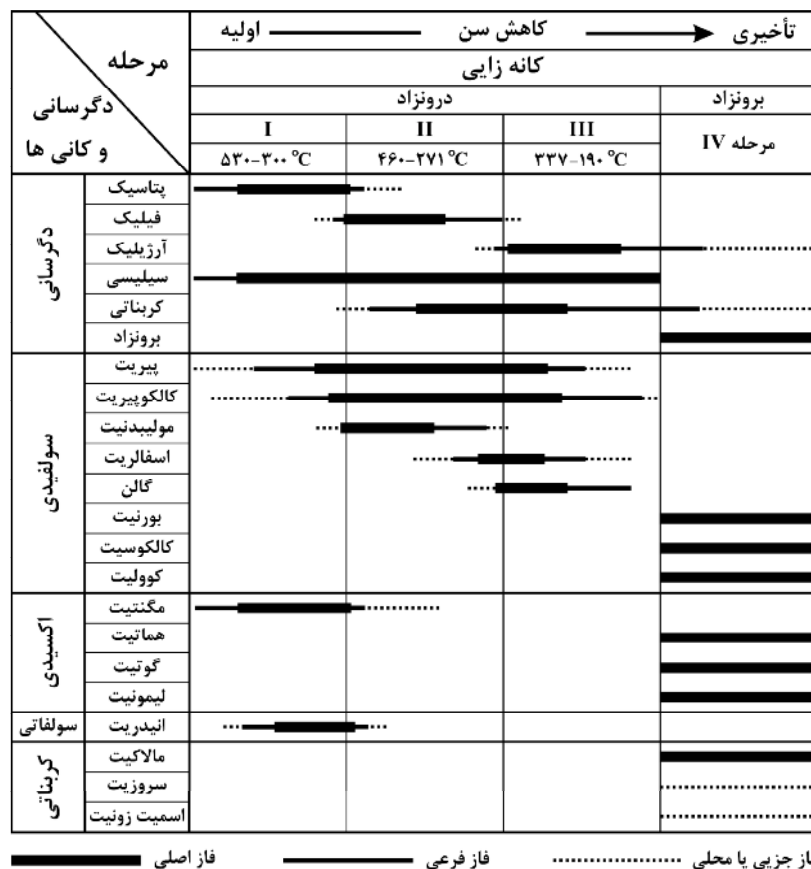 مرحله
دگرسانی
و کانی ها
اولیه کاهش سن تأخیری
کانه زایی
درونزاد برونزاد
I II III مرحله IV
۵۳۰-۳۰۰ °C ۴۶۰-۲۷۱ °C ۳۳۷-۱۹۰ °C
دگرسانی
پتاسیک
فیلیک
آرژیلیک
سیلیسی
کربناتی
برونزاد
سولفیدی
پیریت
کالکوپیریت
مولیبدنیت
اسفالریت
گالن
بورنیت
کالکوسیت
کوولیت
اکسیدی
مگنتیت
هماتیت
گوتیت
لیمونیت
سولفاتی
انیدریت
کربناتی
مالاکیت
سروزیت
اسمیت زونیت
فاز اصلی فاز فرعی فاز جزیی یا محلی